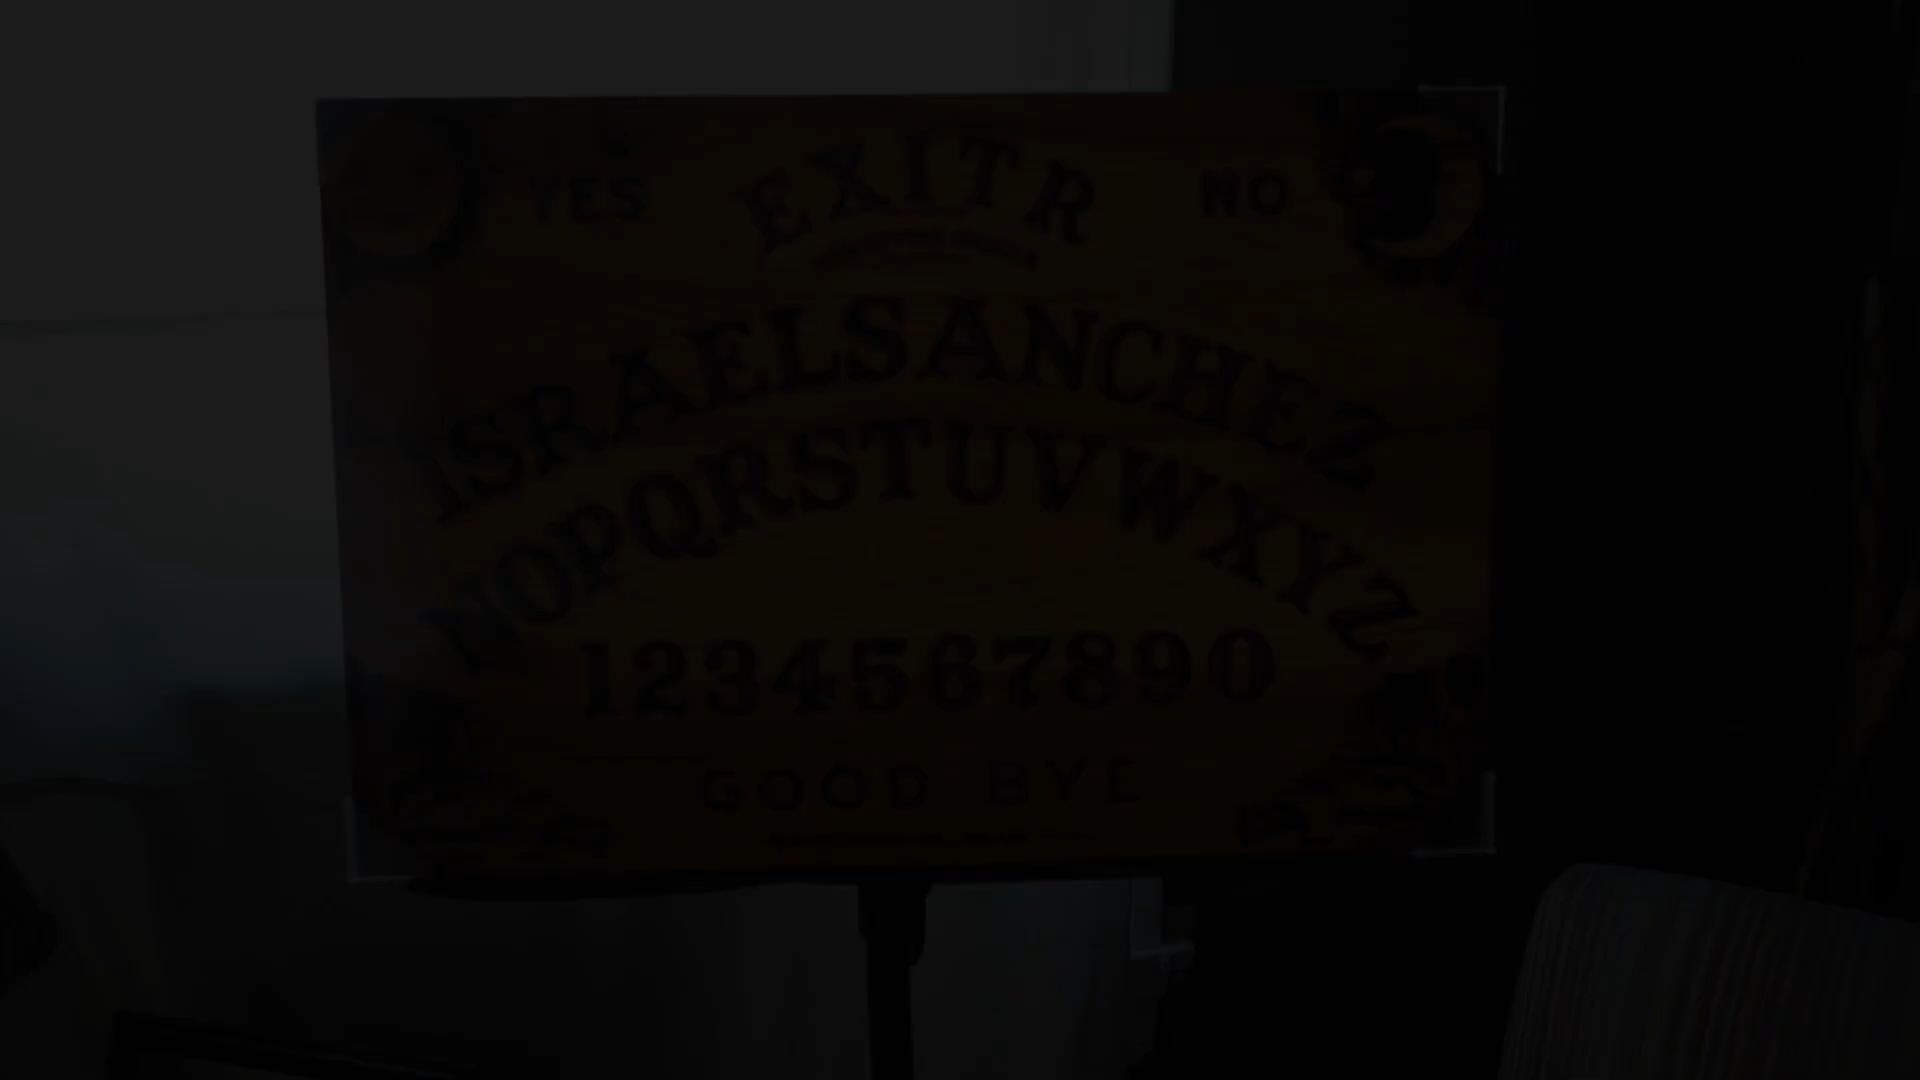 YES EXITR NO
ISRAELSANCHEZ
NOPQRSTUVWXYZ
1234567890
GOOD BYE